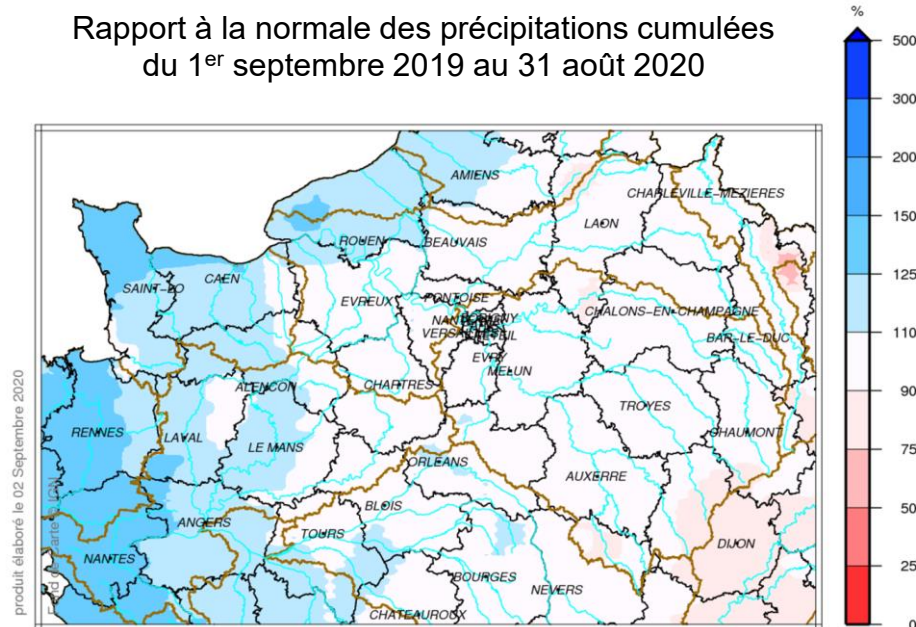 Rapport à la normale des précipitations cumulées
du 1er septembre 2019 au 31 août 2020
%
500
300
200
150
125
110
90
75
50
25
0
AMIENS
CHARLEVILLE-MEZIERES
LAON
ROUEN
BEAUVAIS
CAEN
SAINT-LO
EVREUX
PONTOISE
CHALONS-EN-CHAMPAGNE
BAR-LE-DUC
EVRY
MELUN
ALENCON
CHARTRES
TROYES
RENNES
LAVAL
LE MANS
CHAUMONT
ORLEANS
AUXERRE
BLOIS
ANGERS
TOURS
DIJON
NANTES
BOURGES
NEVERS
CHATEAUROUX
produit élaboré le 02 Septembre 2020